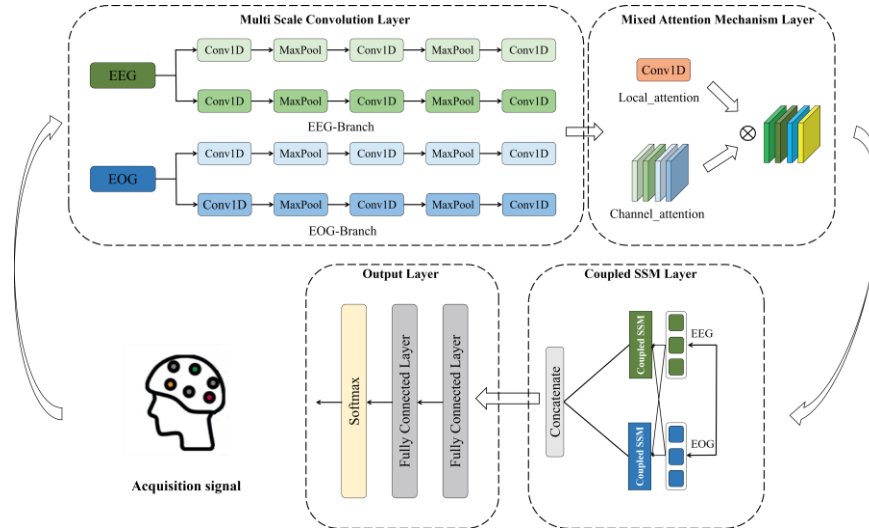 Multi Scale Convolution Layer
EEG
Conv1D MaxPool Conv1D MaxPool Conv1D
Conv1D MaxPool Conv1D MaxPool Conv1D
EEG-Branch
EOG
Conv1D MaxPool Conv1D MaxPool Conv1D
Conv1D MaxPool Conv1D MaxPool Conv1D
EOG-Branch
Mixed Attention Mechanism Layer
Conv1D
Local_attention
Channel_attention
Coupled SSM Layer
EEG
Coupled SSM
EOG
Coupled SSM
Concatenate
Output Layer
Fully Connected Layer
Fully Connected Layer
Softmax
Acquisition signal